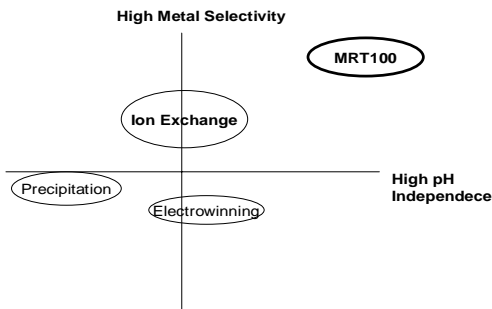 High Metal Selectivity
MRT100
Ion Exchange
Precipitation
High pH
Independece
Electrowinning